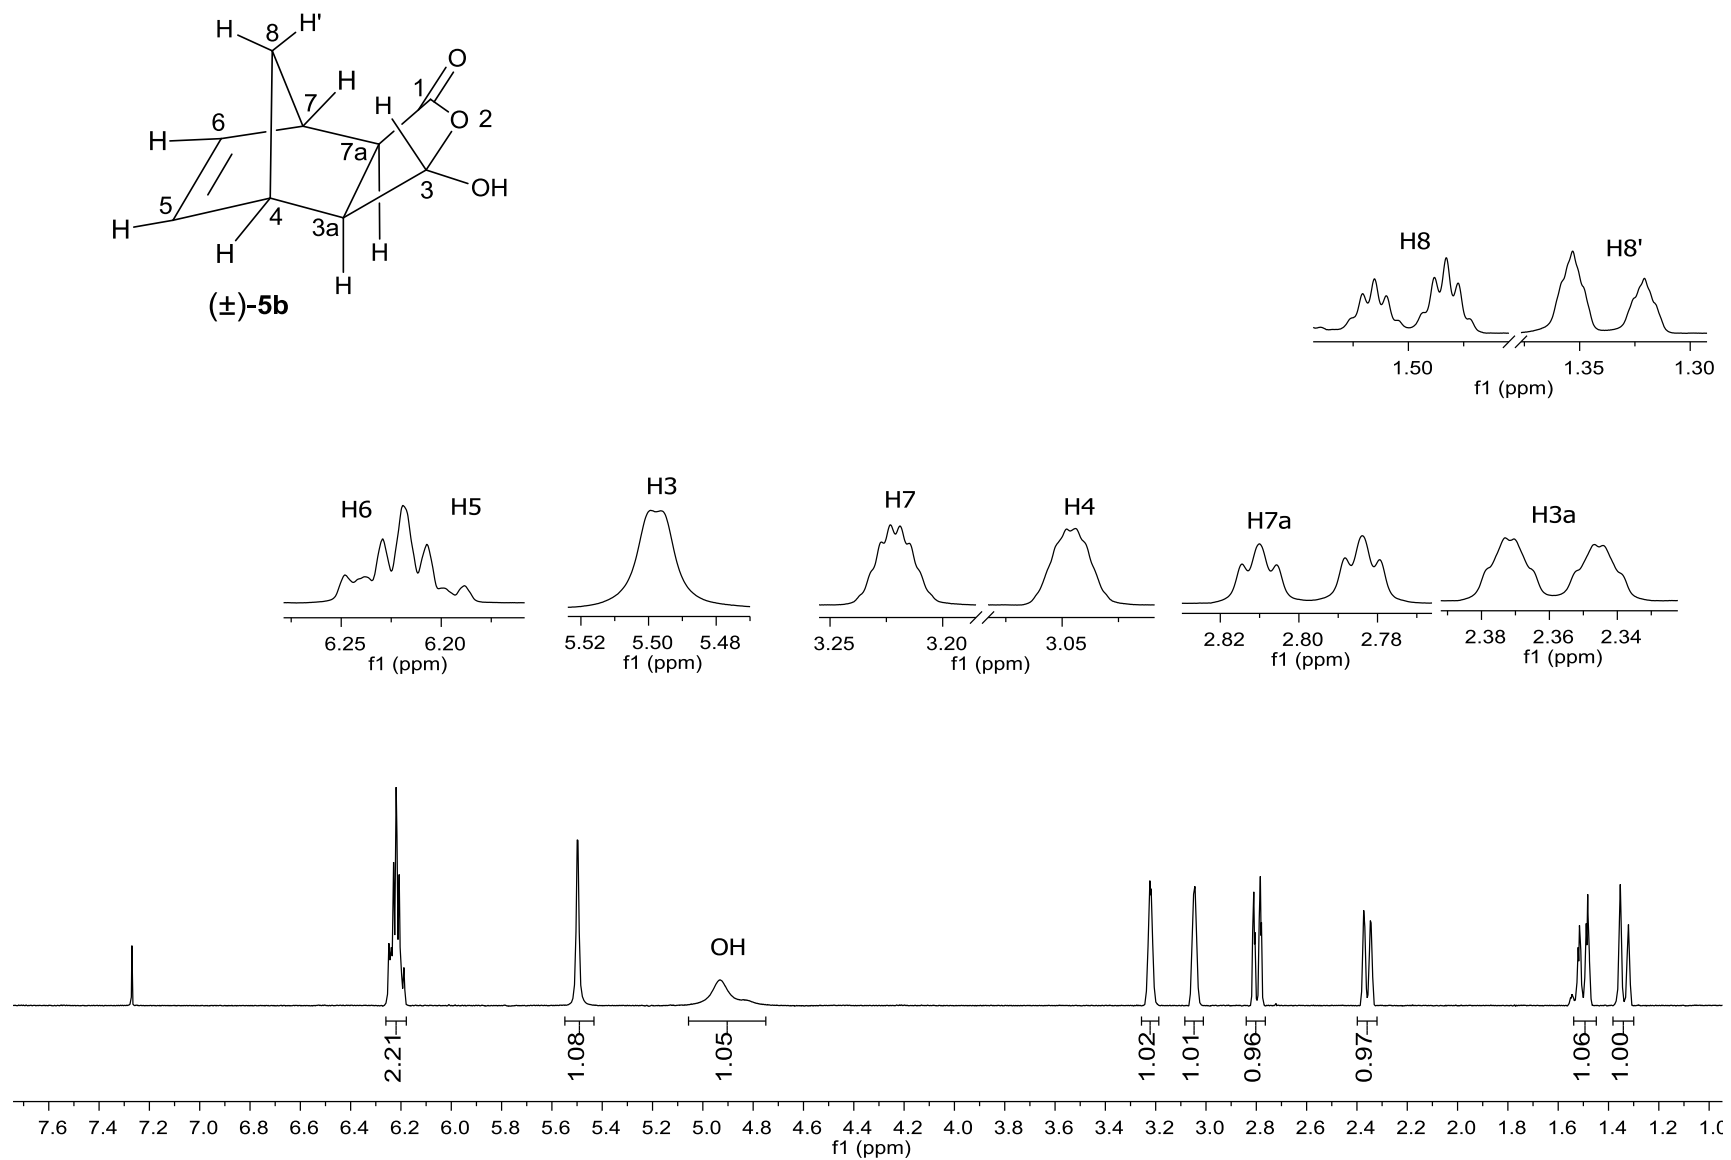 H 8 H'
H
7
1
O
H
O 2
6
H
7a
3
OH
5
H
4
3a
H
H
H
(±)-5b
H8
H8'
1.50
1.35
1.30
f1 (ppm)
H6
H5
6.25
6.20
f1 (ppm)
H3
5.52
5.50
5.48
f1 (ppm)
H7
H4
3.25
3.20
3.05
f1 (ppm)
H7a
2.82
2.80
2.78
f1 (ppm)
H3a
2.38
2.36
2.34
f1 (ppm)
OH
2.21
1.08
1.05
1.02
1.01
0.96
0.97
1.06
1.00
7.6 7.4 7.2 7.0 6.8 6.6 6.4 6.2 6.0 5.8 5.6 5.4 5.2 5.0 4.8 4.6 4.4 4.2 4.0 3.8 3.6 3.4 3.2 3.0 2.8 2.6 2.4 2.2 2.0 1.8 1.6 1.4 1.2 1.0
f1 (ppm)